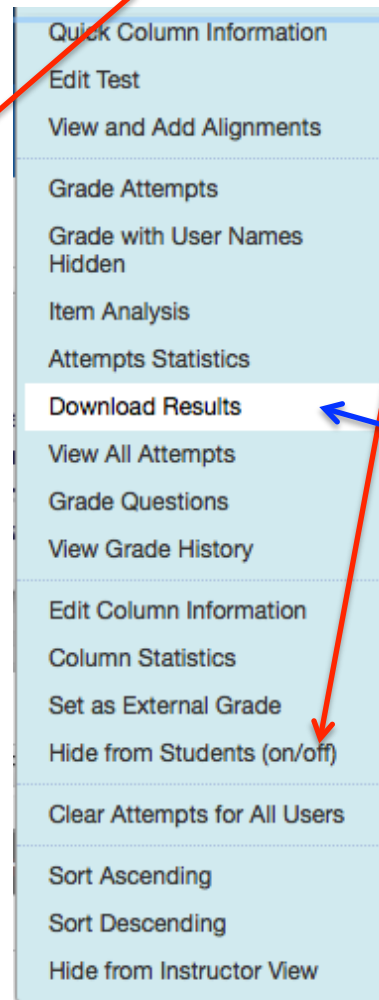 Quick Column Information
Edit Test
View and Add Alignments
Grade Attempts
Grade with User Names
Hidden
Item Analysis
Attempts Statistics
Download Results
View All Attempts
Grade Questions
View Grade History
Edit Column Information
Column Statistics
Set as External Grade
Hide from Students (on/off)
Clear Attempts for All Users
Sort Ascending
Sort Descending
Hide from Instructor View